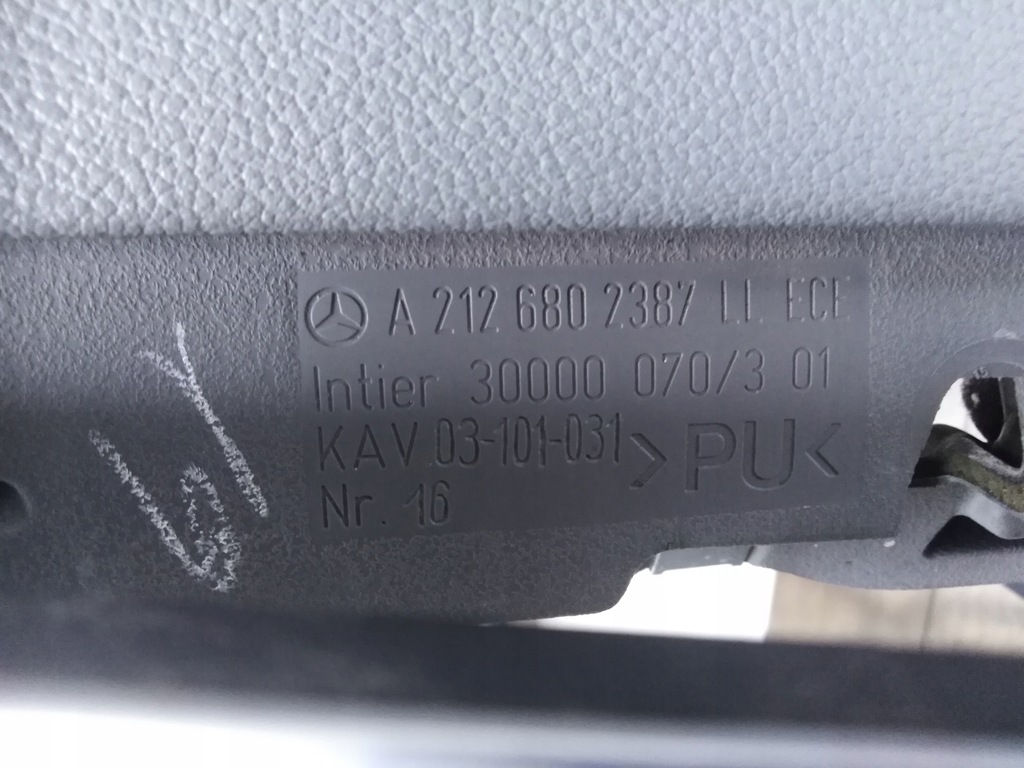 A 212 680 2387 LL ECE
Intier 30000 070/3 01
KAV 03-101-031 >PU<
Nr. 16